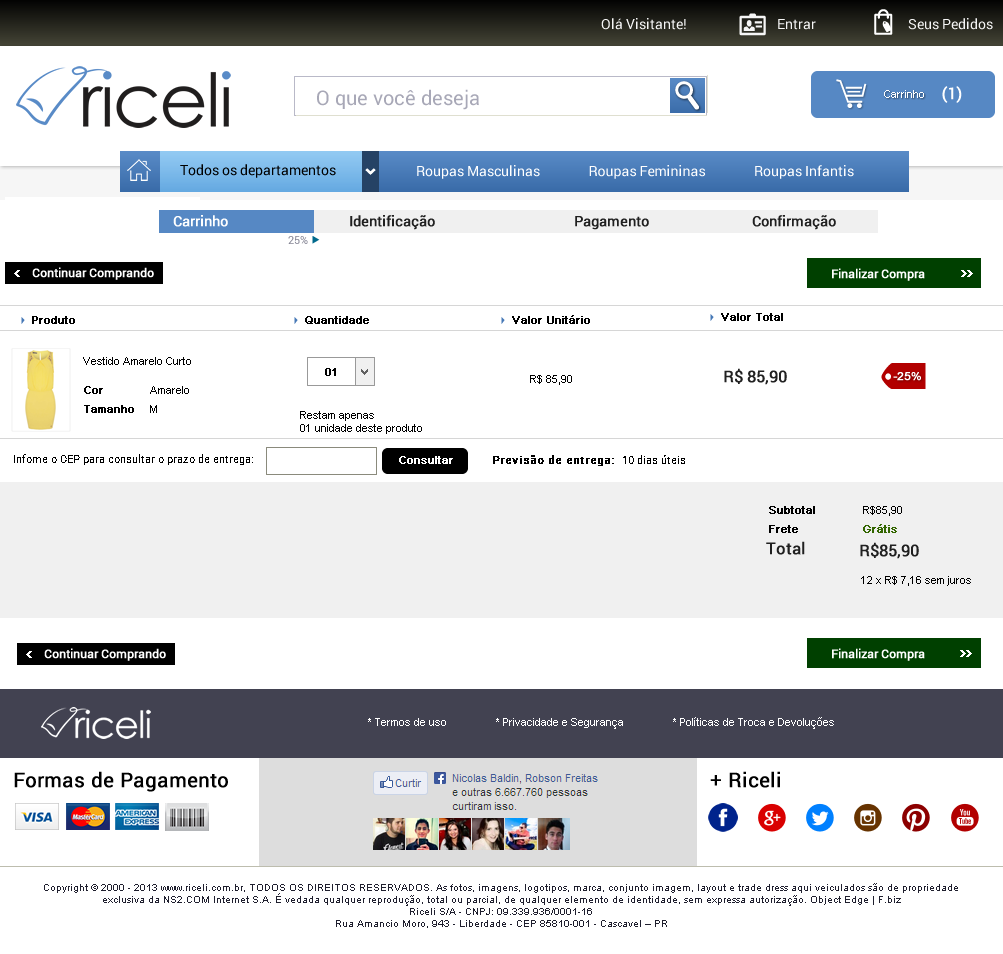 Olá Visitante!
Entrar
Seus Pedidos
riceli
O que você deseja
Carrinho (1)
Todos os departamentos
Roupas Masculinas
Roupas Femininas
Roupas Infantis
Carrinho
Identificação
Pagamento
Confirmação
25%
Continuar Comprando
Finalizar Compra
Produto
Quantidade
Valor Unitário
Valor Total
Vestido Amarelo Curto
Cor Amarelo
Tamanho M
01
Restam apenas
01 unidade deste produto
R$ 85,90
R$ 85,90
-25%
Infome o CEP para consultar o prazo de entrega:
Consultar
Previsão de entrega: 10 dias úteis
Subtotal R$85,90
Frete Grátis
Total R$85,90
12 x R$ 7,16 sem juros
Continuar Comprando
Finalizar Compra
riceli
* Termos de uso
* Privacidade e Segurança
* Políticas de Troca e Devoluções
Formas de Pagamento
VISA
MasterCard
AMERICAN
EXPRESS
Curtir
Nicolas Baldin, Robson Freitas
e outras 6.667.760 pessoas
curtiram isso.
+ Riceli
You
Tube
Copyright © 2000 - 2013 www.riceli.com.br, TODOS OS DIREITOS RESERVADOS. As fotos, imagens, logotipos, marca, conjunto imagem, layout e trade dress aqui veiculados são de propriedade
exclusiva da NS2.COM Internet S.A. É vedada qualquer reprodução, total ou parcial, de qualquer elemento de identidade, sem expressa autorização. Object Edge | F.biz
Riceli S/A - CNPJ: 09.339.936/0001-16
Rua Amancio Moro, 943 - Liberdade - CEP 85810-001 - Cascavel – PR